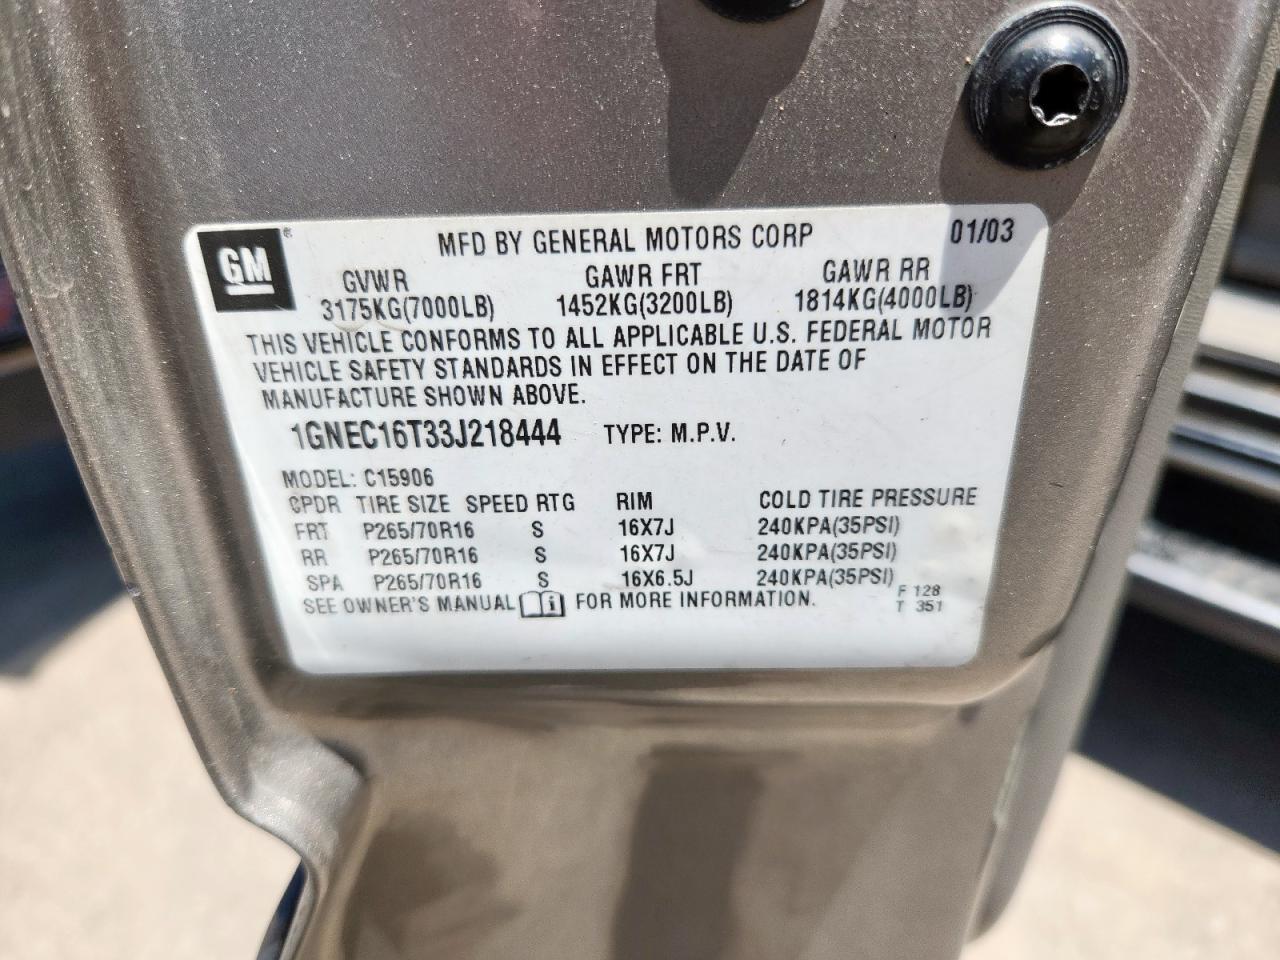 GM ® MFD BY GENERAL MOTORS CORP 01/03
GVWR GAWR FRT GAWR RR
3175KG(7000LB) 1452KG(3200LB) 1814KG(4000LB)
THIS VEHICLE CONFORMS TO ALL APPLICABLE U.S. FEDERAL MOTOR
VEHICLE SAFETY STANDARDS IN EFFECT ON THE DATE OF
MANUFACTURE SHOWN ABOVE.
1GNEC16T33J218444 TYPE: M.P.V.
MODEL: C15906
CPDR TIRE SIZE SPEED RTG RIM COLD TIRE PRESSURE
FRT P265/70R16 S 16X7J 240KPA(35PSI)
RR P265/70R16 S 16X7J 240KPA(35PSI)
SPA P265/70R16 S 16X6.5J 240KPA(35PSI)
SEE OWNER'S MANUAL i FOR MORE INFORMATION. F 128
T 351